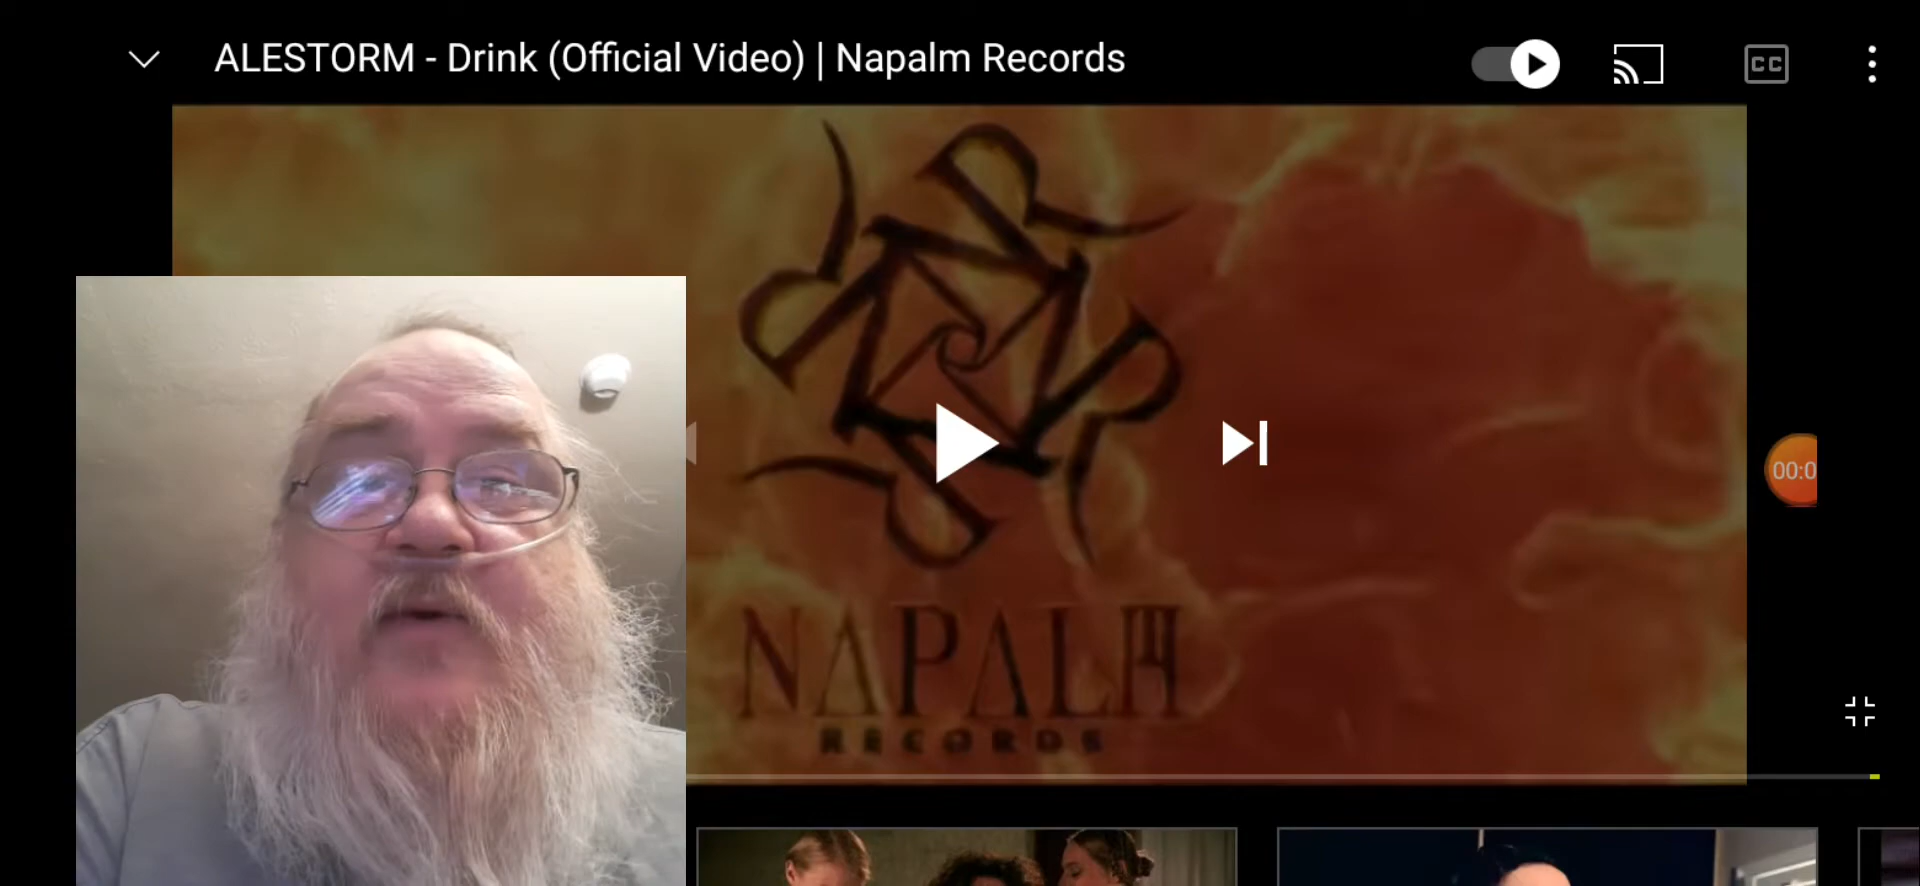 ALESTORM - Drink (Official Video) | Napalm Records
CC
00:0
NAPALM
RECORDS